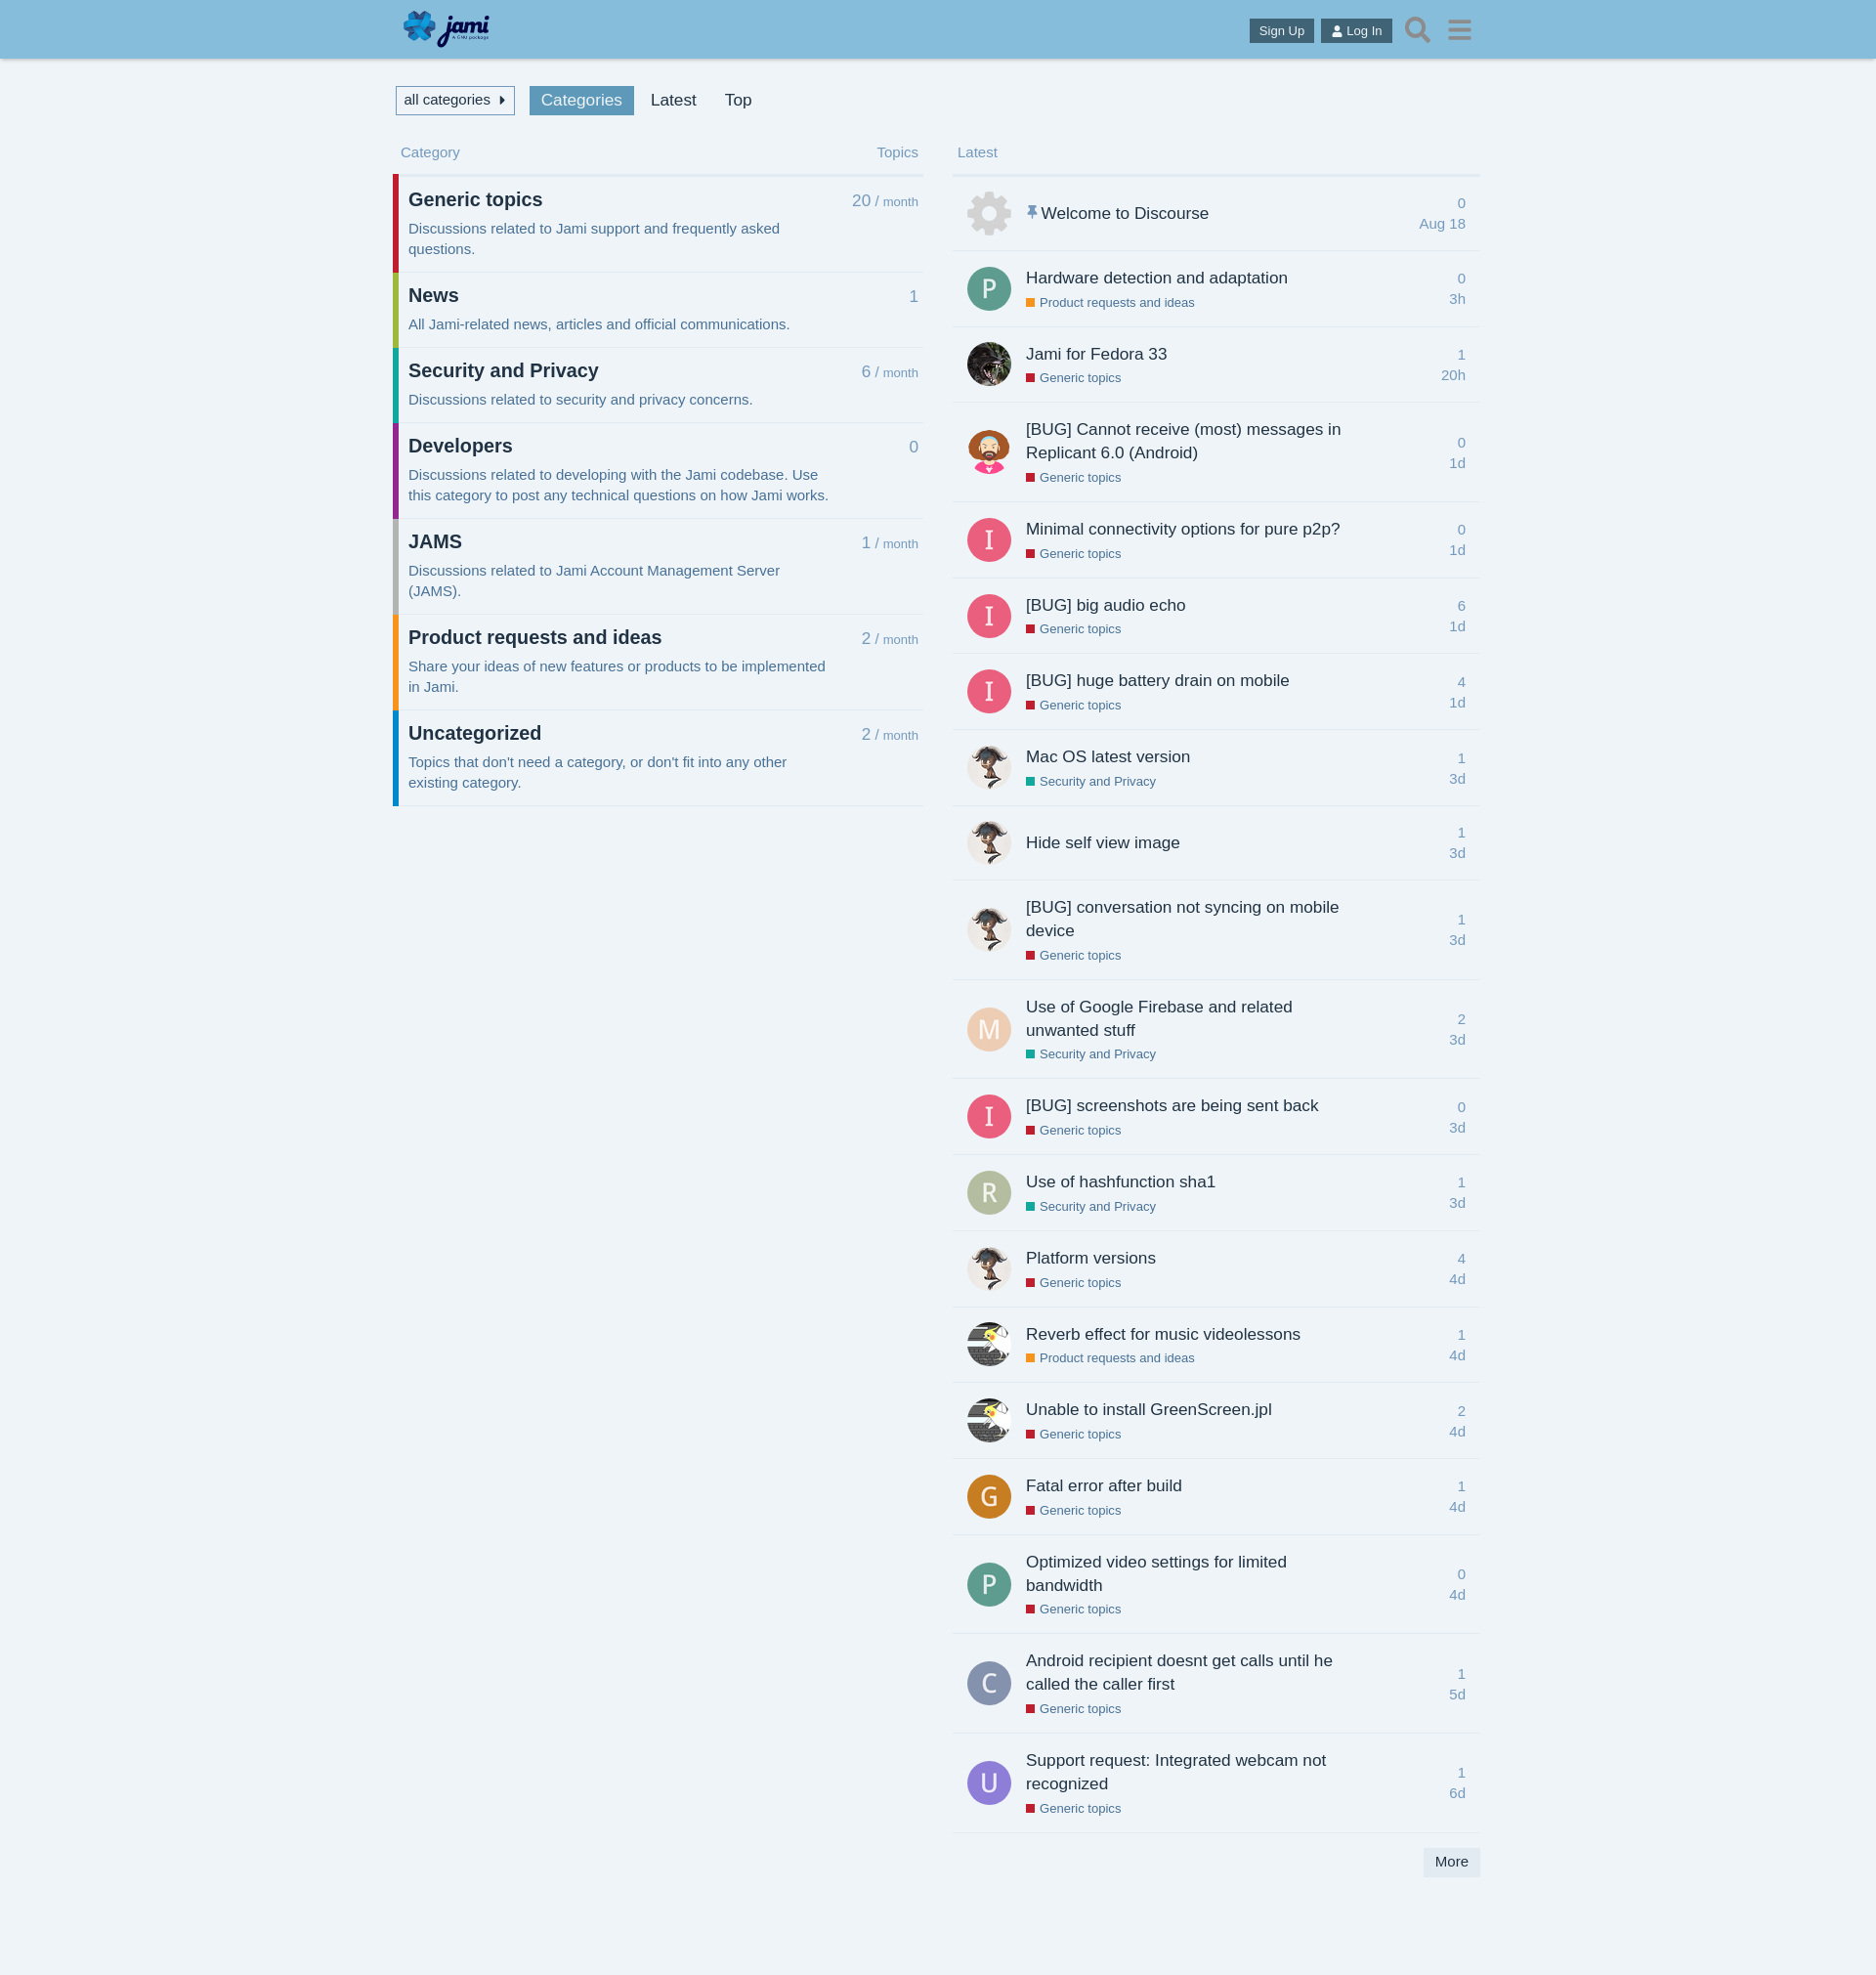 jami
A GNU package
Sign Up
Log In
all categories
Categories
Latest
Top
Category
Topics
Generic topics
20 / month
Discussions related to Jami support and frequently asked
questions.
News
1
All Jami-related news, articles and official communications.
Security and Privacy
6 / month
Discussions related to security and privacy concerns.
Developers
0
Discussions related to developing with the Jami codebase. Use
this category to post any technical questions on how Jami works.
JAMS
1 / month
Discussions related to Jami Account Management Server
(JAMS).
Product requests and ideas
2 / month
Share your ideas of new features or products to be implemented
in Jami.
Uncategorized
2 / month
Topics that don't need a category, or don't fit into any other
existing category.
Latest
Welcome to Discourse
0
Aug 18
P
Hardware detection and adaptation
Product requests and ideas
0
3h
Jami for Fedora 33
Generic topics
1
20h
[BUG] Cannot receive (most) messages in
Replicant 6.0 (Android)
Generic topics
0
1d
I
Minimal connectivity options for pure p2p?
Generic topics
0
1d
I
[BUG] big audio echo
Generic topics
6
1d
I
[BUG] huge battery drain on mobile
Generic topics
4
1d
Mac OS latest version
Security and Privacy
1
3d
Hide self view image
1
3d
[BUG] conversation not syncing on mobile
device
Generic topics
1
3d
M
Use of Google Firebase and related
unwanted stuff
Security and Privacy
2
3d
I
[BUG] screenshots are being sent back
Generic topics
0
3d
R
Use of hashfunction sha1
Security and Privacy
1
3d
Platform versions
Generic topics
4
4d
Reverb effect for music videolessons
Product requests and ideas
1
4d
Unable to install GreenScreen.jpl
Generic topics
2
4d
G
Fatal error after build
Generic topics
1
4d
P
Optimized video settings for limited
bandwidth
Generic topics
0
4d
C
Android recipient doesnt get calls until he
called the caller first
Generic topics
1
5d
U
Support request: Integrated webcam not
recognized
Generic topics
1
6d
More